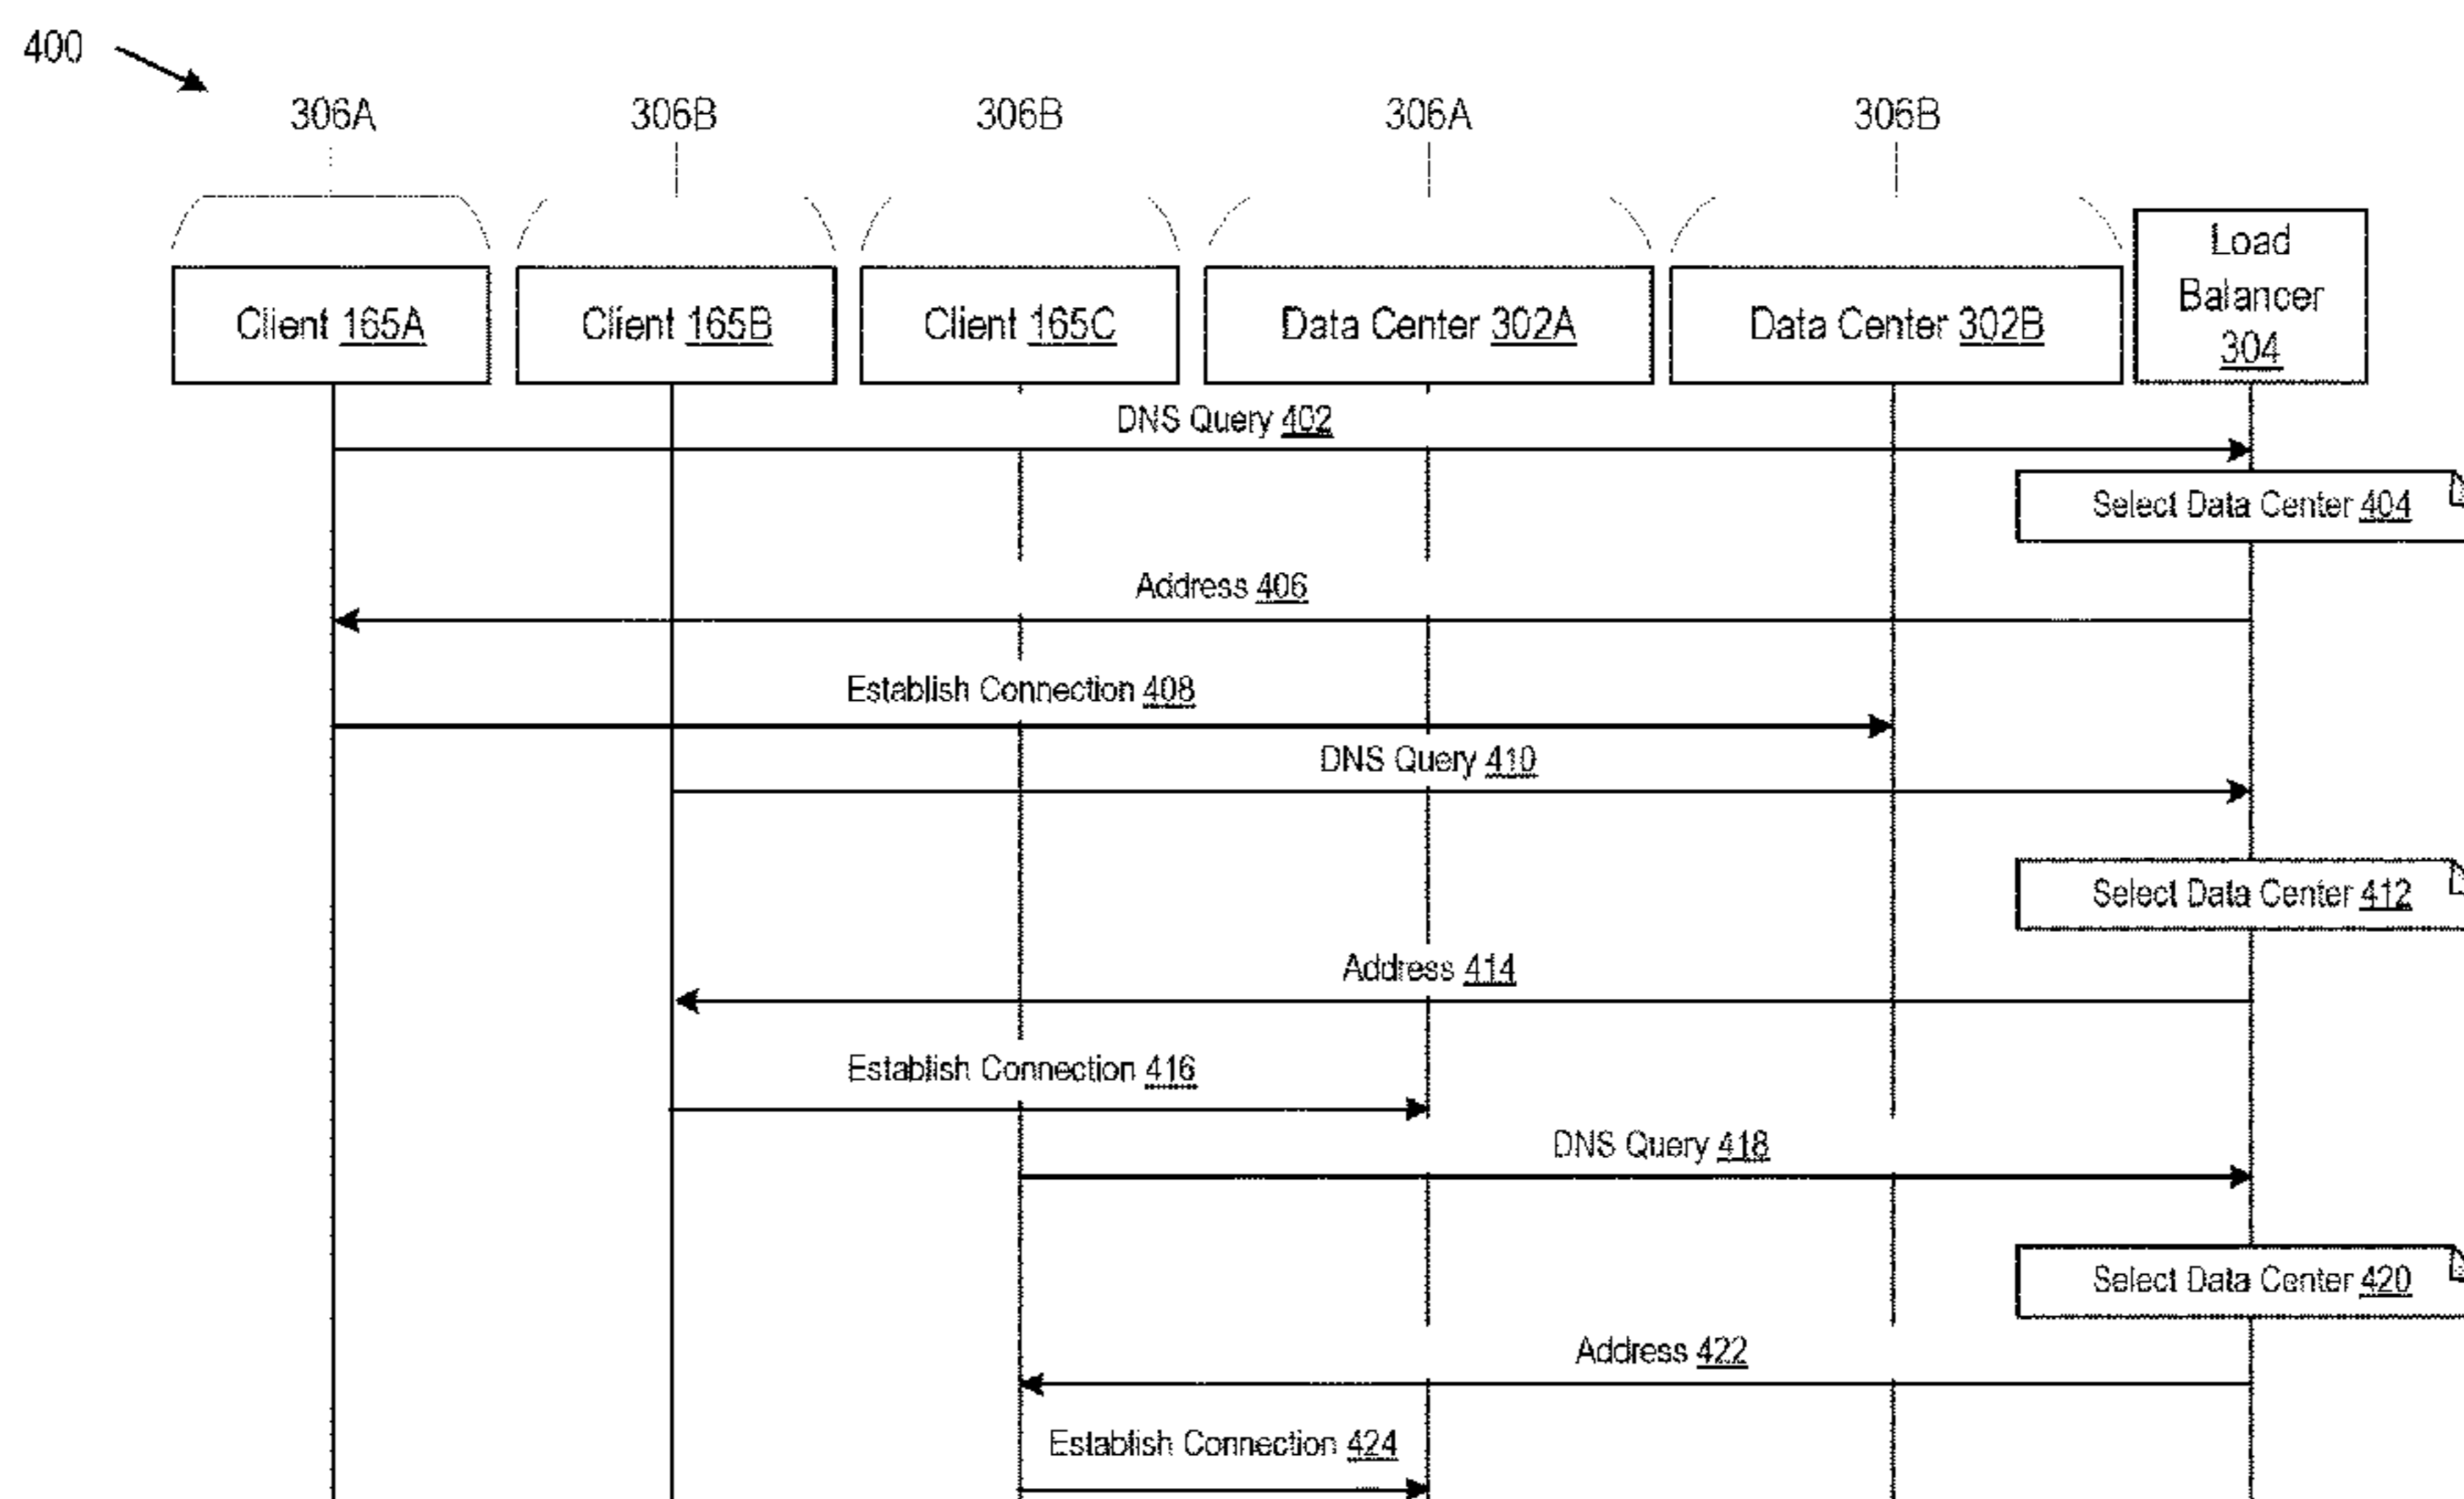 400
306A 306B 306B 306A 306B
Client 165A
Client 165B
Client 165C
Data Center 302A
Data Center 302B
Load
Balancer
304
DNS Query 402
Select Data Center 404
Address 406
Establish Connection 408
DNS Query 410
Select Data Center 412
Address 414
Establish Connection 416
DNS Query 418
Select Data Center 420
Address 422
Establish Connection 424